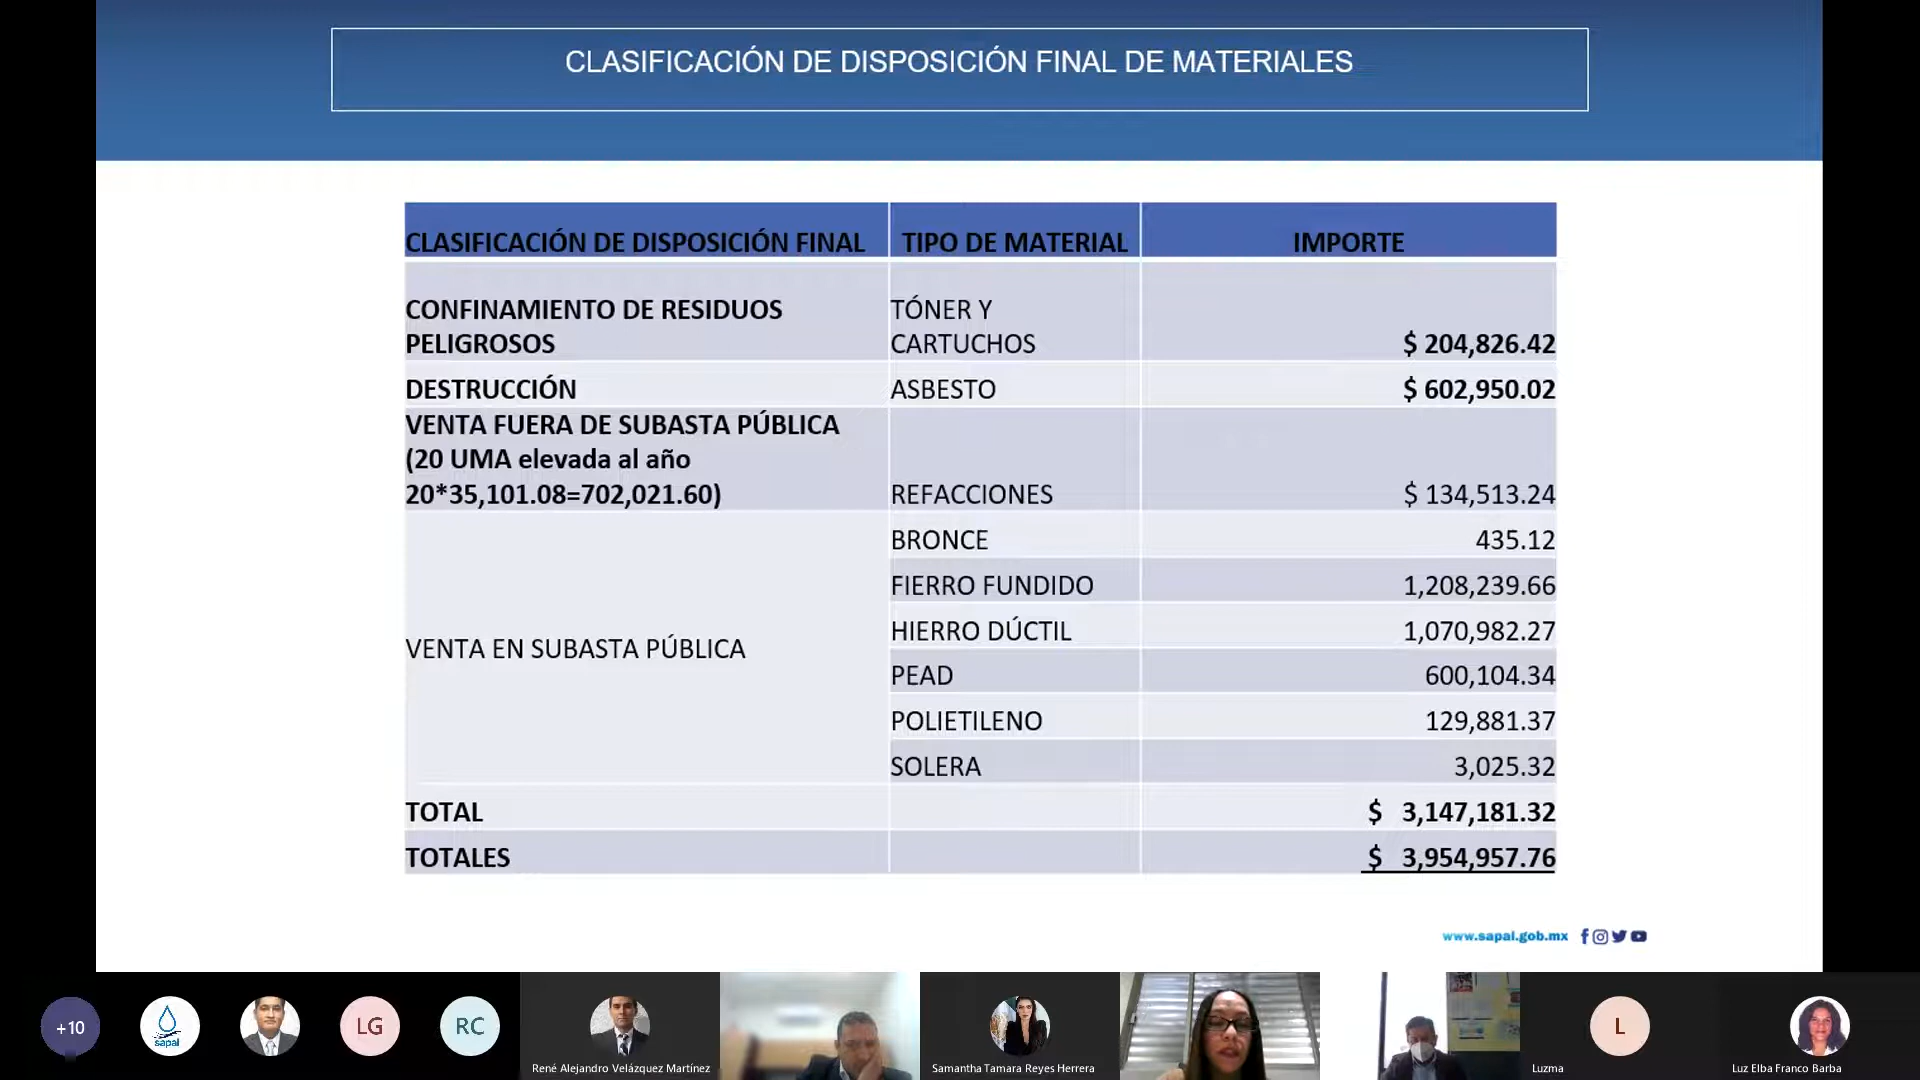 CLASIFICACIÓN DE DISPOSICIÓN FINAL DE MATERIALES
CLASIFICACIÓN DE DISPOSICIÓN FINAL TIPO DE MATERIAL IMPORTE
CONFINAMIENTO DE RESIDUOS
PELIGROSOS
TÓNER Y
CARTUCHOS
$ 204,826.42
DESTRUCCIÓN ASBESTO $ 602,950.02
VENTA FUERA DE SUBASTA PÚBLICA
(20 UMA elevada al año
20*35,101.08=702,021.60)
REFACCIONES $ 134,513.24
VENTA EN SUBASTA PÚBLICA
BRONCE 435.12
FIERRO FUNDIDO 1,208,239.66
HIERRO DÚCTIL 1,070,982.27
PEAD 600,104.34
POLIETILENO 129,881.37
SOLERA 3,025.32
TOTAL $ 3,147,181.32
TOTALES $ 3,954,957.76
www.sapal.gob.mx
+10
sapal
LG
RC
René Alejandro Velázquez Martínez
Samantha Tamara Reyes Herrera
L
Luzma
Luz Elba Franco Barba